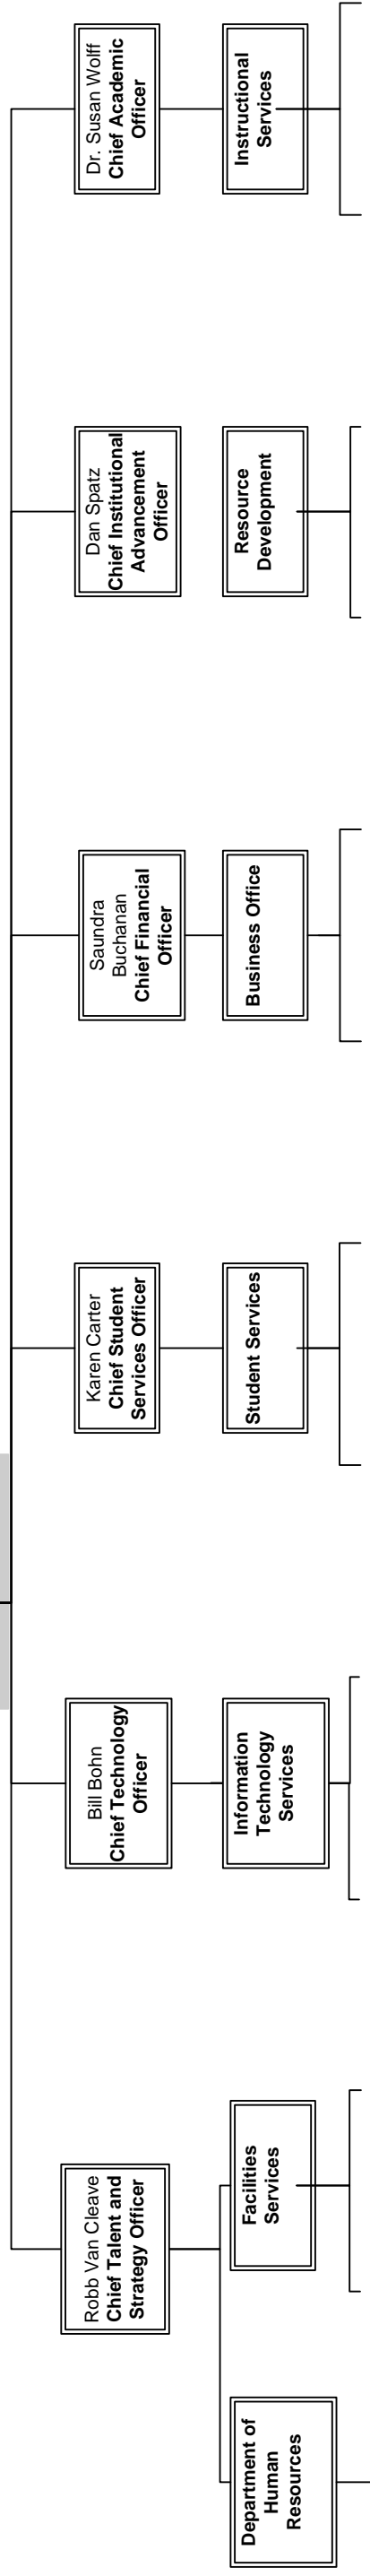 Robb Van Cleave
Chief Talent and
Strategy Officer
Bill Bohn
Chief Technology
Officer
Karen Carter
Chief Student
Services Officer
Saundra
Buchanan
Chief Financial
Officer
Dan Spatz
Chief Institutional
Advancement
Officer
Dr. Susan Wolff
Chief Academic
Officer
Department of
Human
Resources
Facilities
Services
Information
Technology
Services
Student Services
Business Office
Resource
Development
Instructional
Services